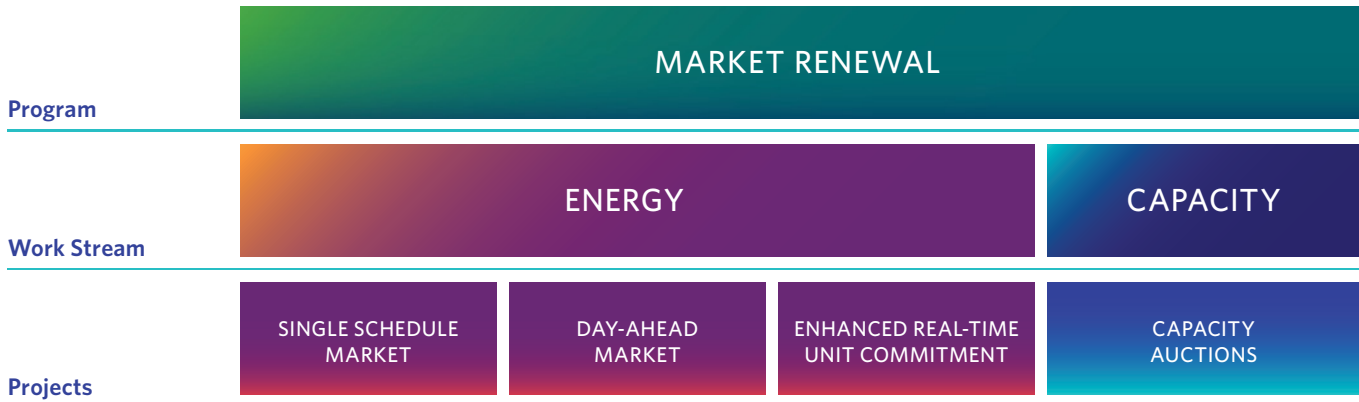 MARKET RENEWAL
Program
ENERGY
CAPACITY
Work Stream
SINGLE SCHEDULE
MARKET
DAY-AHEAD
MARKET
ENHANCED REAL-TIME
UNIT COMMITMENT
CAPACITY
AUCTIONS
Projects